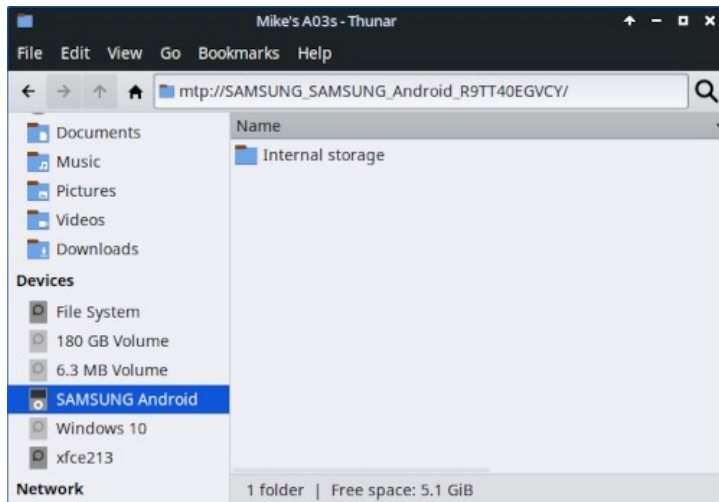 Mike's A03s - Thunar
File Edit View Go Bookmarks Help
mtp://SAMSUNG_SAMSUNG_Android_R9TT40EGVCY/
Documents
Music
Pictures
Videos
Downloads
Devices
File System
180 GB Volume
6.3 MB Volume
SAMSUNG Android
Windows 10
xfce213
Network
Name
Internal storage
1 folder | Free space: 5.1 GiB